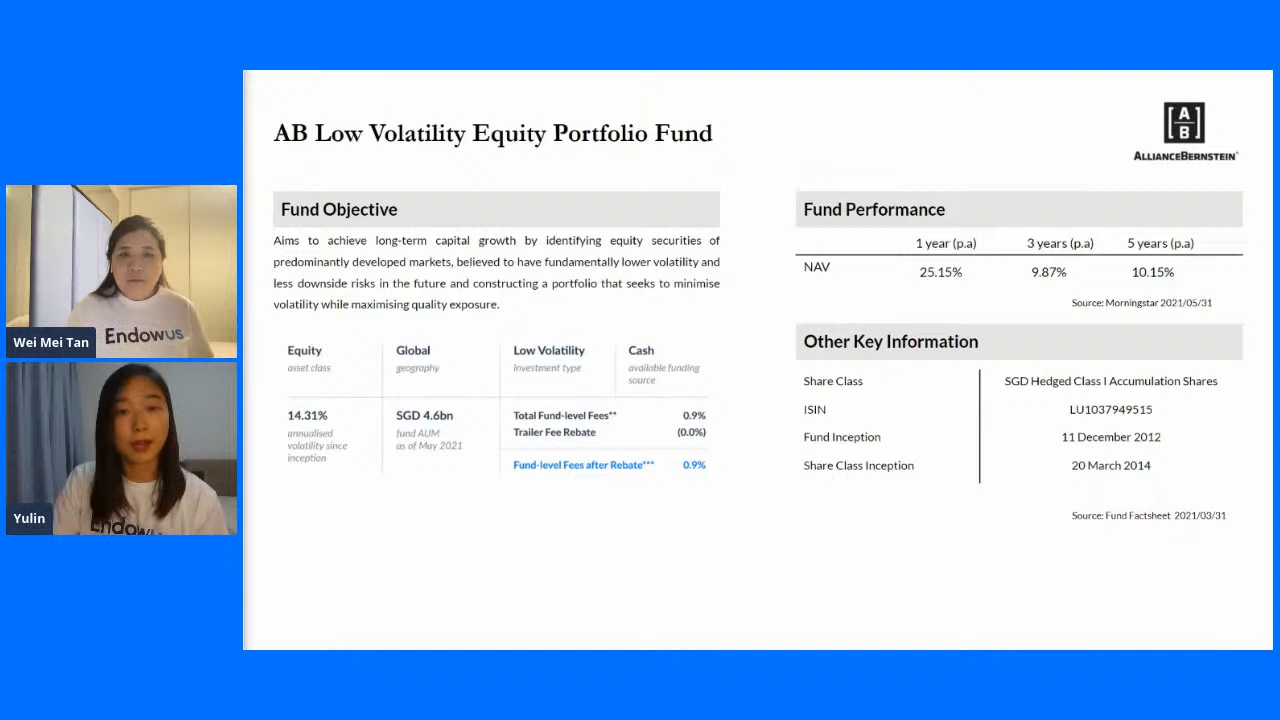 AB Low Volatility Equity Portfolio Fund
[A
B]
ALLIANCEBERNSTEIN
Fund Objective
Aims to achieve long-term capital growth by identifying equity securities of
predominantly developed markets, believed to have fundamentally lower volatility and
less downside risks in the future and constructing a portfolio that seeks to minimise
volatility while maximising quality exposure.
Equity
asset class
Global
geography
Low Volatility
investment type
Cash
available funding
source
14.31%
annualised
volatility since
inception
SGD 4.6bn
fund AUM
as of May 2021
Total Fund-level Fees** 0.9%
Trailer Fee Rebate (0.0%)
Fund-level Fees after Rebate*** 0.9%
Fund Performance
1 year (p.a) 3 years (p.a) 5 years (p.a)
NAV 25.15% 9.87% 10.15%
Source: Morningstar 2021/05/31
Other Key Information
Share Class SGD Hedged Class I Accumulation Shares
ISIN LU1037949515
Fund Inception 11 December 2012
Share Class Inception 20 March 2014
Source: Fund Factsheet 2021/03/31
Endowus
Wei Mei Tan
Endowus
Yulin